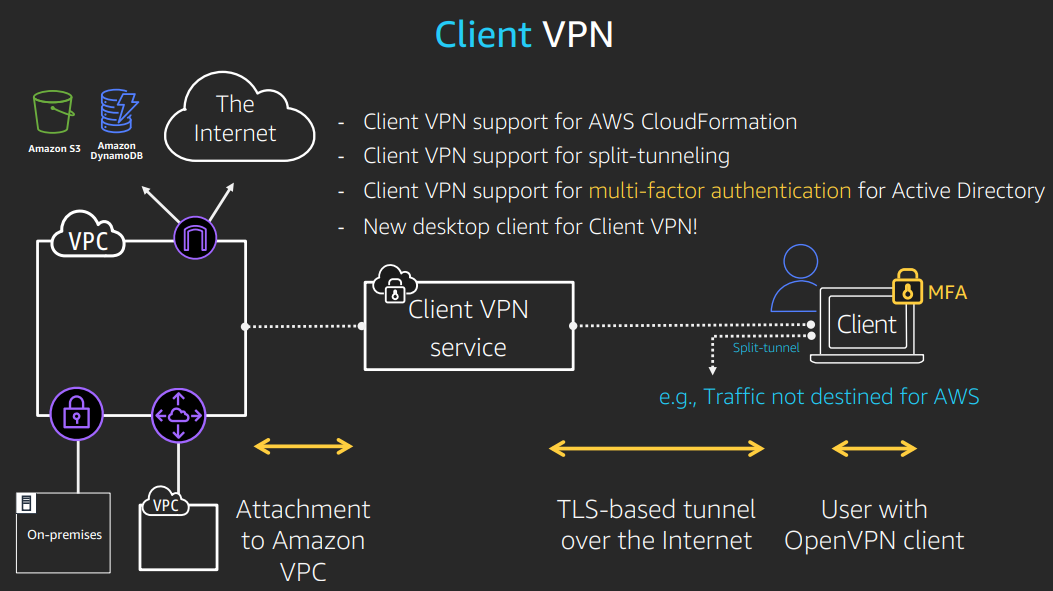 Client VPN
The
Internet
Amazon S3
Amazon
DynamoDB
- Client VPN support for AWS CloudFormation
- Client VPN support for split-tunneling
- Client VPN support for multi-factor authentication for Active Directory
- New desktop client for Client VPN!
VPC
Client VPN
service
MFA
Client
Split-tunnel
e.g., Traffic not destined for AWS
On-premises
VPC
Attachment
to Amazon
VPC
TLS-based tunnel
over the Internet
User with
OpenVPN client